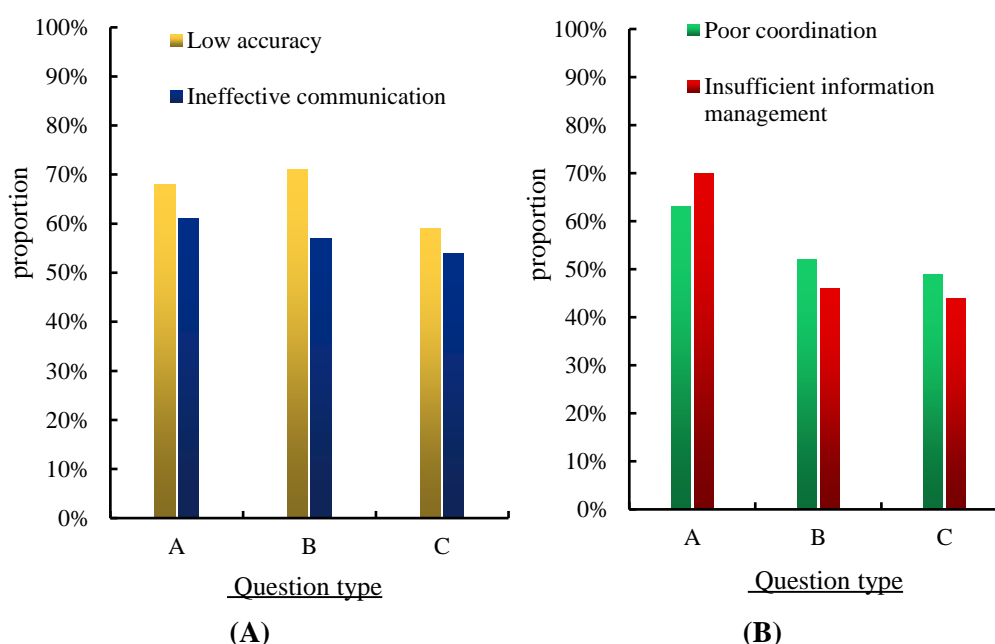 100%
90%
80%
70%
60%
50%
40%
30%
20%
10%
0%
proportion
Low accuracy
Ineffective communication
A
B
C
Question type
(A)
100%
90%
80%
70%
60%
50%
40%
30%
20%
10%
0%
proportion
Poor coordination
Insufficient information
management
A
B
C
Question type
(B)